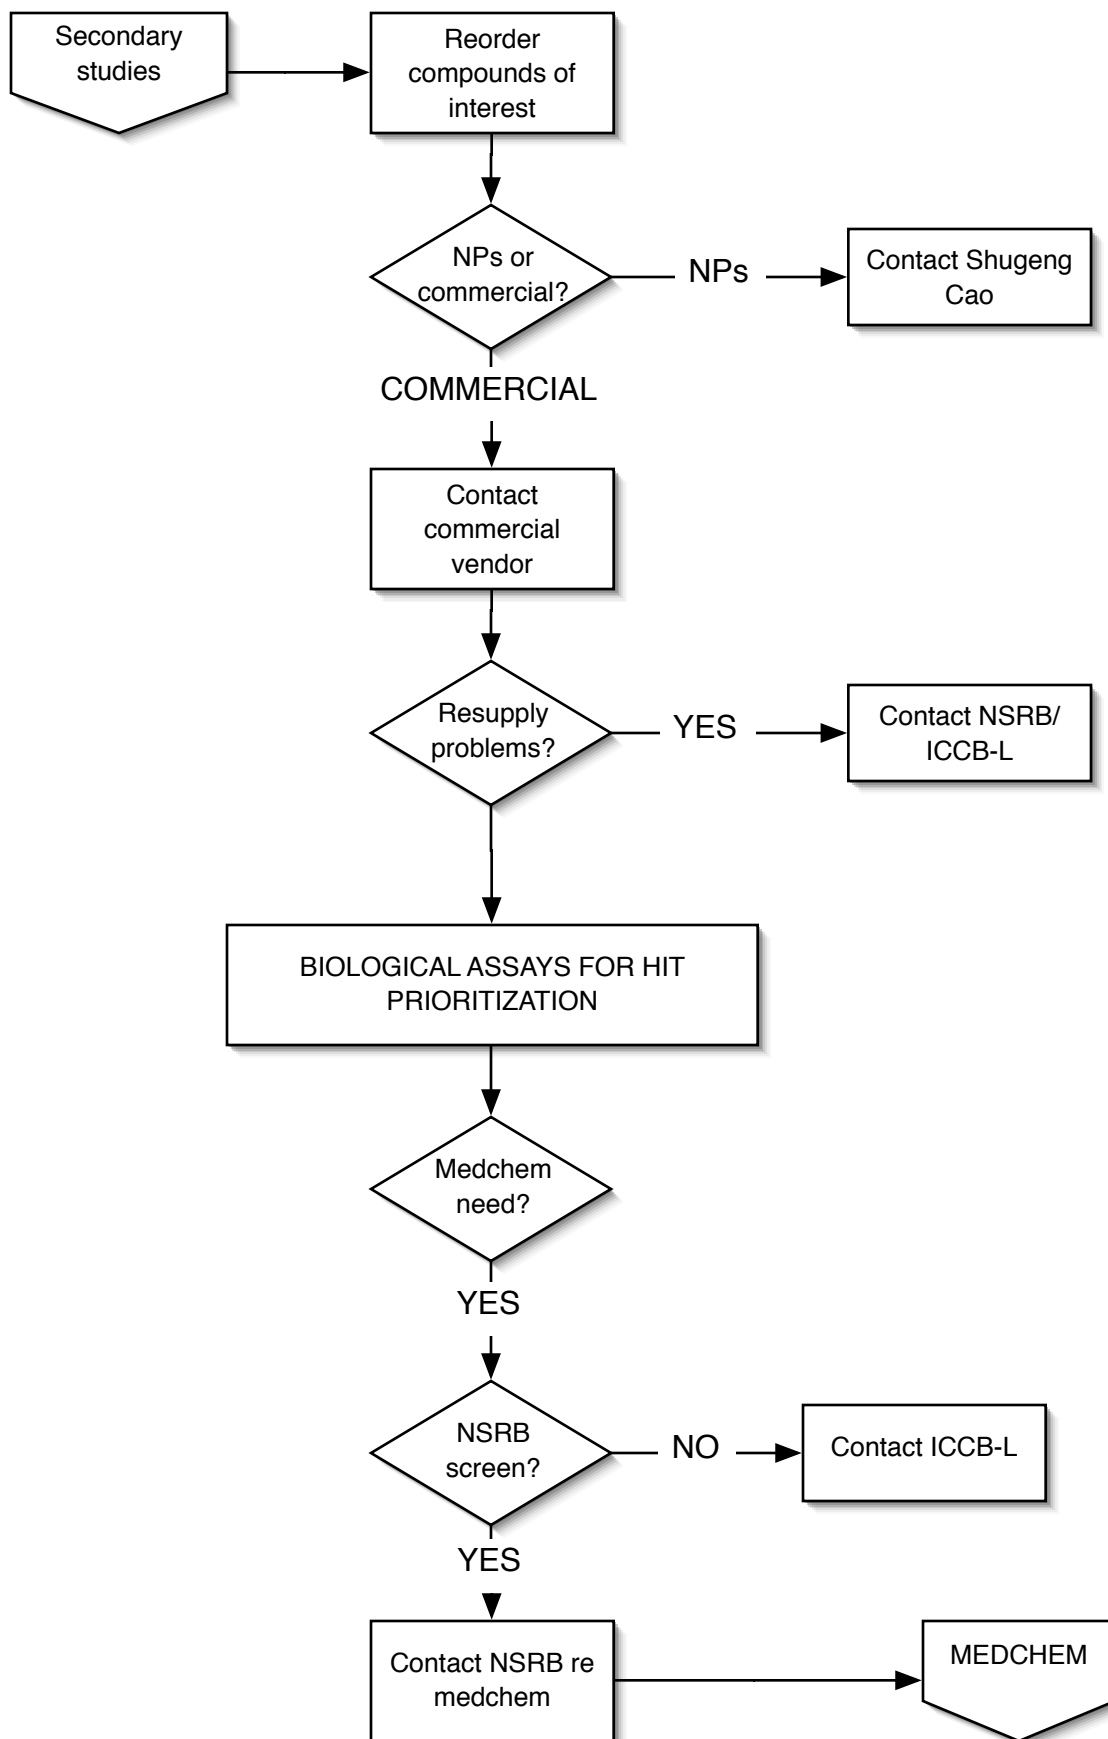 Secondary
studies
Reorder
compounds of
interest
NPs or
commercial?
NPs
Contact Shugeng
Cao
COMMERCIAL
Contact
commercial
vendor
Resupply
problems?
YES
Contact NSRB/
ICCB-L
BIOLOGICAL ASSAYS FOR HIT
PRIORITIZATION
Medchem
need?
YES
NSRB
screen?
NO
Contact ICCB-L
YES
Contact NSRB re
medchem
MEDCHEM